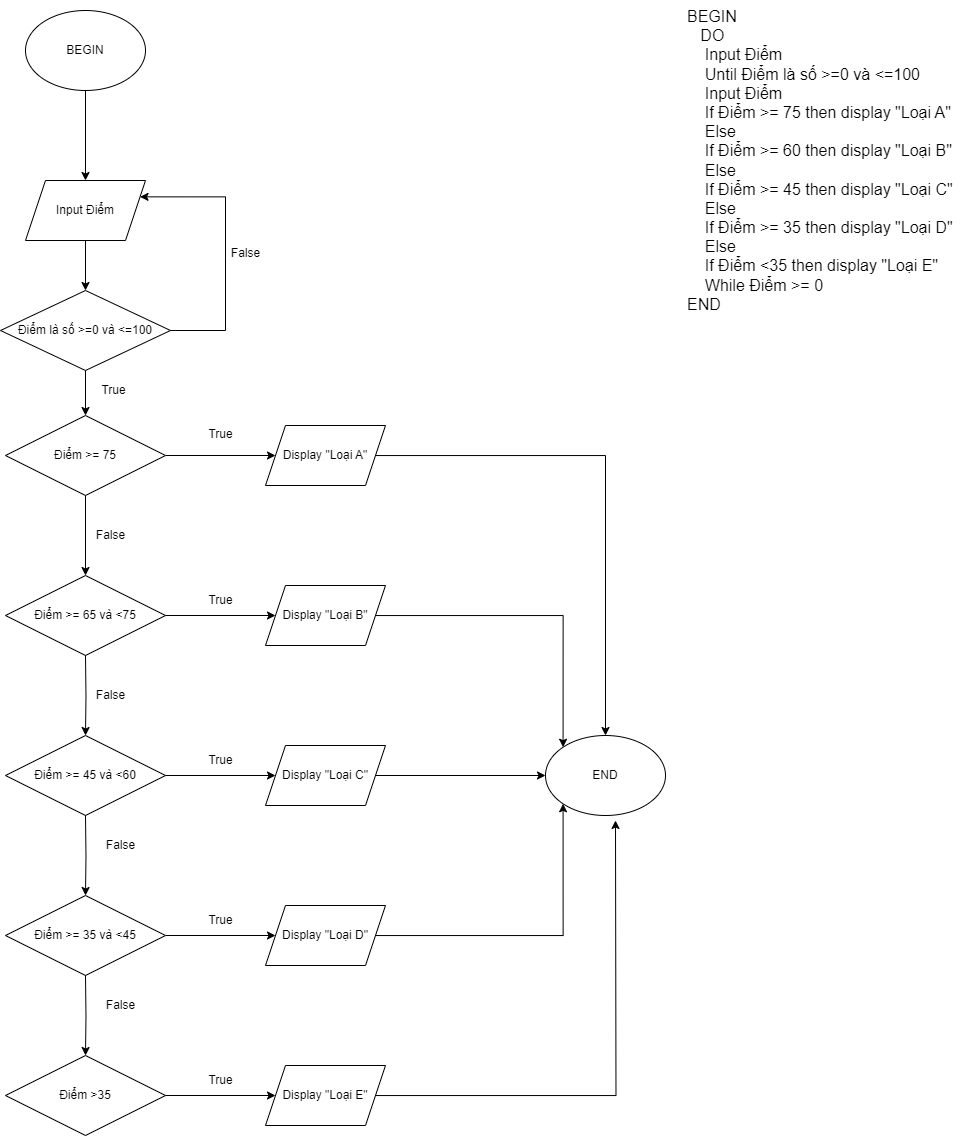 BEGIN
Input Điểm
False
Điểm là số >=0 và <=100
True
Điểm >= 75
True
Display "Loại A"
False
Điểm >= 65 và <75
True
Display "Loại B"
False
Điểm >= 45 và <60
True
Display "Loại C"
END
False
Điểm >= 35 và <45
True
Display "Loại D"
False
Điểm >35
True
Display "Loại E"
BEGIN
DO
Input Điểm
Until Điểm là số >=0 và <=100
Input Điểm
If Điểm >= 75 then display "Loại A"
Else
If Điểm >= 60 then display "Loại B"
Else
If Điểm >= 45 then display "Loại C"
Else
If Điểm >= 35 then display "Loại D"
Else
If Điểm <35 then display "Loại E"
While Điểm >= 0
END